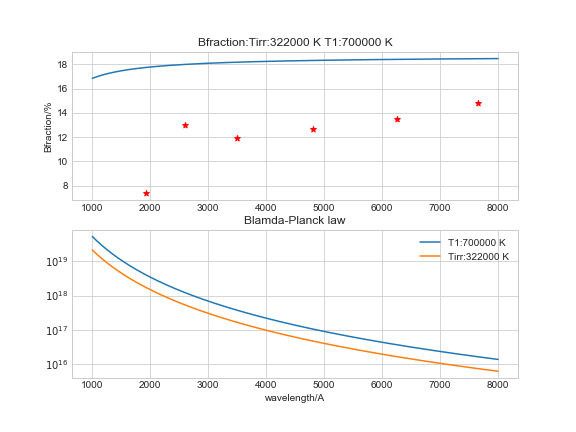 Bfraction:Tirr:322000 K T1:700000 K
Bfraction/%
18
16
14
12
10
8
1000 2000 3000 4000 5000 6000 7000 8000
Blamda-Planck law
T1:700000 K
Tirr:322000 K
10^19
10^18
10^17
10^16
1000 2000 3000 4000 5000 6000 7000 8000
wavelength/A